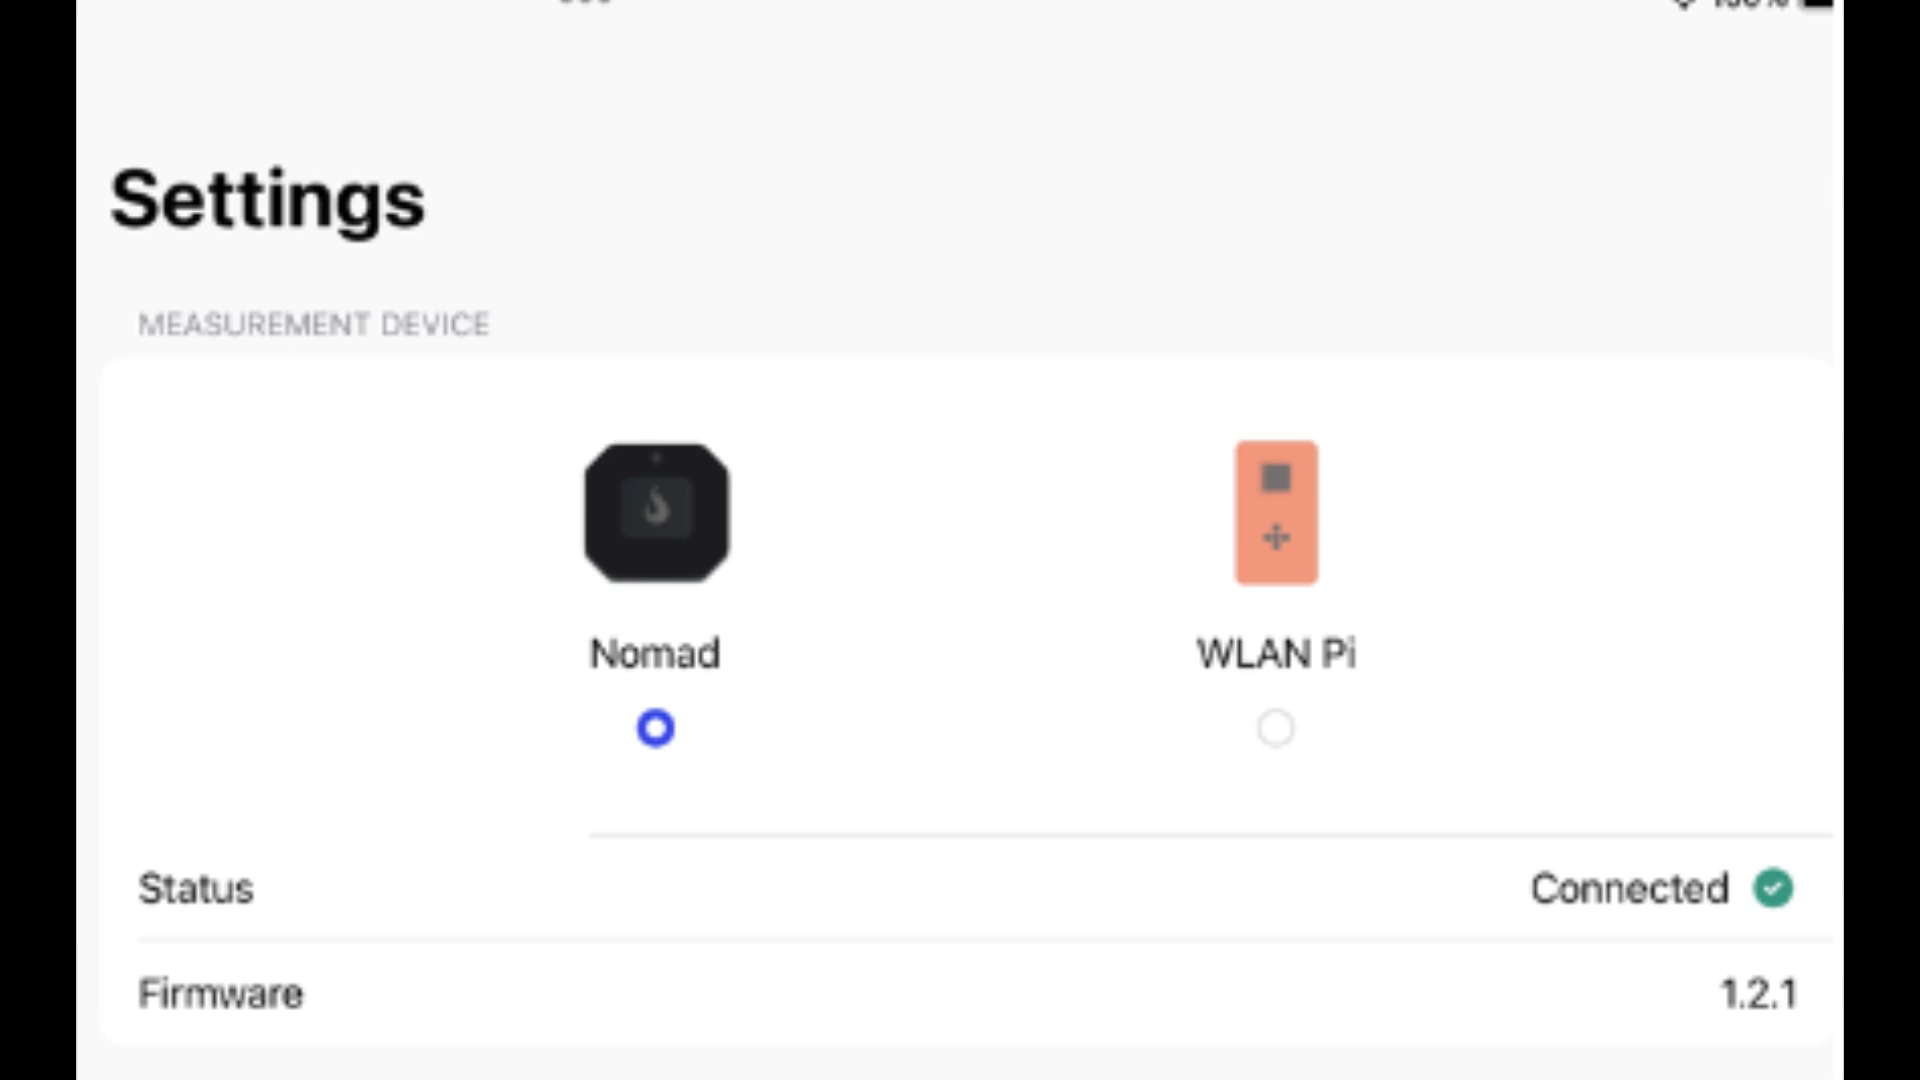 Settings
MEASUREMENT DEVICE
Nomad
WLAN Pi
Status
Connected
Firmware
1.2.1